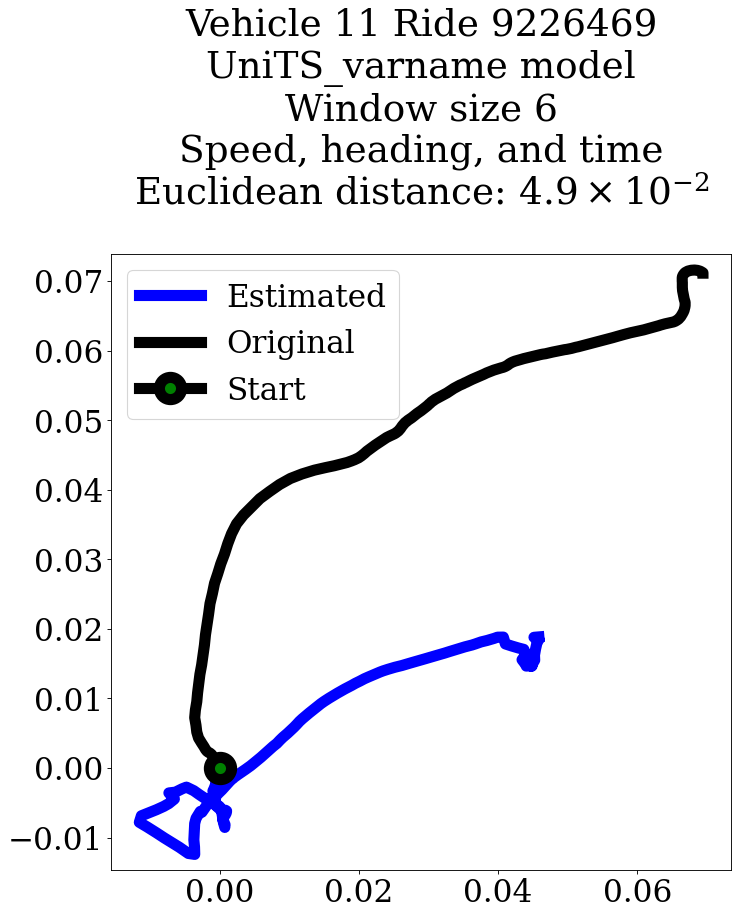 Vehicle 11 Ride 9226469
UniTS_varname model
Window size 6
Speed, heading, and time
Euclidean distance: 4.9 × 10⁻²
Estimated
Original
Start
0.07
0.06
0.05
0.04
0.03
0.02
0.01
0.00
−0.01
0.00 0.02 0.04 0.06